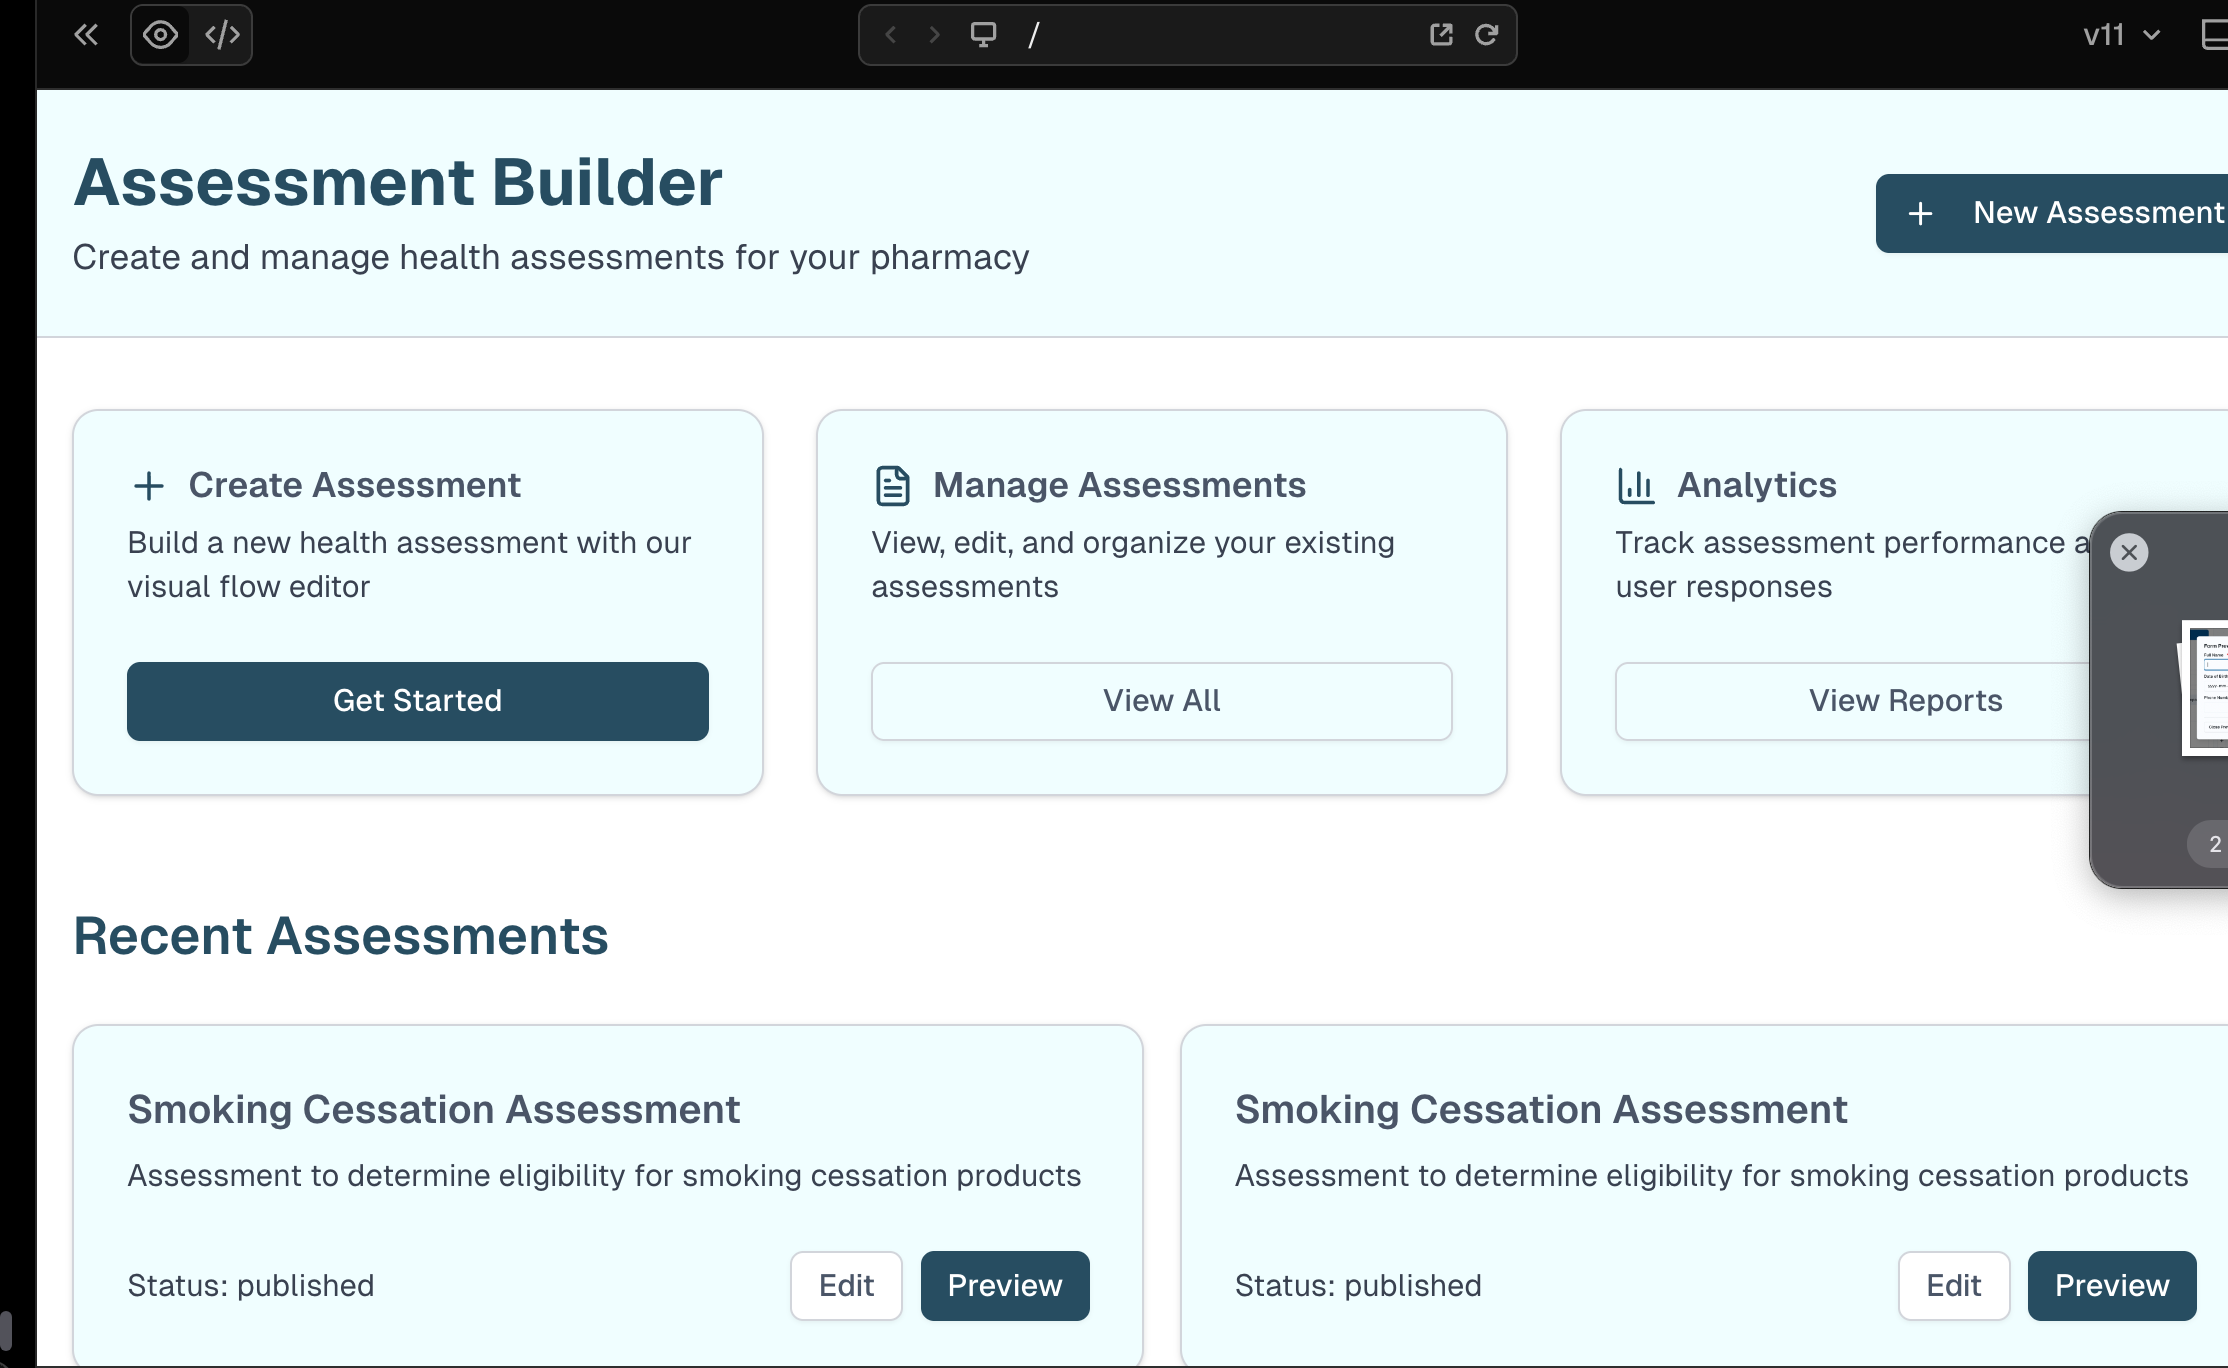 /
v11
Assessment Builder
Create and manage health assessments for your pharmacy
New Assessment
Create Assessment
Build a new health assessment with our
visual flow editor
Get Started
Manage Assessments
View, edit, and organize your existing
assessments
View All
Analytics
Track assessment performance a
user responses
View Reports
2
Recent Assessments
Smoking Cessation Assessment
Assessment to determine eligibility for smoking cessation products
Status: published
Edit
Preview
Smoking Cessation Assessment
Assessment to determine eligibility for smoking cessation products
Status: published
Edit
Preview